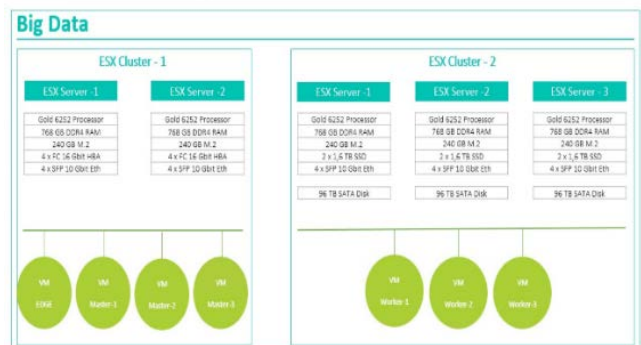 Big Data
ESX Cluster - 1
ESX Server -1
Gold 6252 Processor
768 GB DDR4 RAM
240 GB M.2
4 x FC 16 Gbit HBA
4 x SFP 10 Gbit Eth
ESX Server -2
Gold 6252 Processor
768 GB DDR4 RAM
240 GB M.2
4 x FC 16 Gbit HBA
4 x SFP 10 Gbit Eth
VM
EDGE
VM
Master-1
VM
Master-2
VM
Master-3
ESX Cluster - 2
ESX Server -1
Gold 6252 Processor
768 GB DDR4 RAM
240 GB M.2
2 x 1,6 TB SSD
4 x SFP 10 Gbit Eth
96 TB SATA Disk
ESX Server -2
Gold 6252 Processor
768 GB DDR4 RAM
240 GB M.2
2 x 1,6 TB SSD
4 x SFP 10 Gbit Eth
96 TB SATA Disk
ESX Server - 3
Gold 6252 Processor
768 GB DDR4 RAM
240 GB M.2
2 x 1,6 TB SSD
4 x SFP 10 Gbit Eth
96 TB SATA Disk
VM
Worker-1
VM
Worker-2
VM
Worker-3